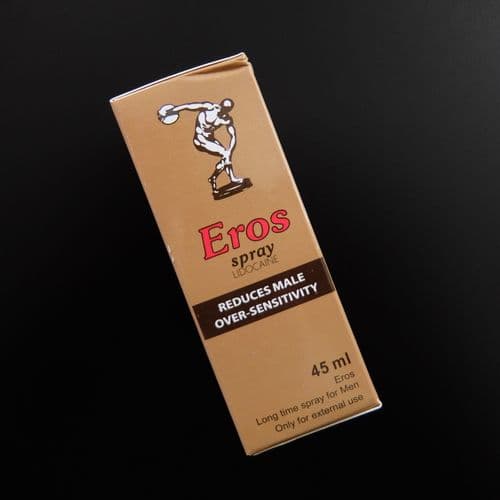 Eros
spray
LIDOCAINE
REDUCES MALE
OVER-SENSITIVITY
45 ml
Eros
Long time spray for Men
Only for external use